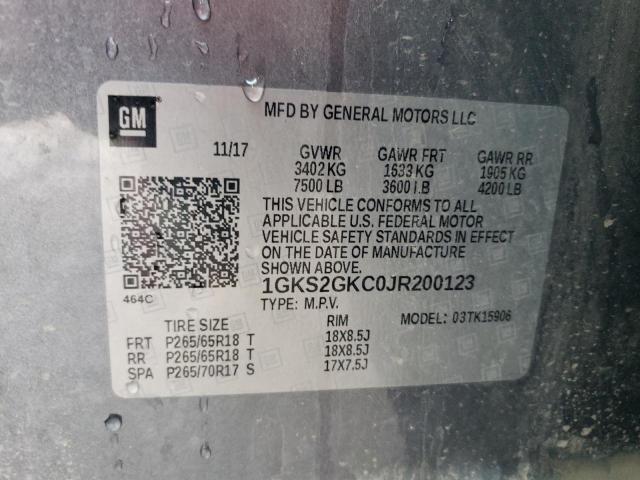 GM
MFD BY GENERAL MOTORS LLC
11/17 GVWR GAWR FRT GAWR RR
3402 KG 1633 KG 1905 KG
7500 LB 3600 LB 4200 LB
THIS VEHICLE CONFORMS TO ALL
APPLICABLE U.S. FEDERAL MOTOR
VEHICLE SAFETY STANDARDS IN EFFECT
ON THE DATE OF MANUFACTURE
SHOWN ABOVE.
464C 1GKS2GKC0JR200123
TYPE: M.P.V. MODEL: 03TK15906
TIRE SIZE RIM
FRT P265/65R18 T 18X8.5J
RR P265/65R18 T 18X8.5J
SPA P265/70R17 S 17X7.5J